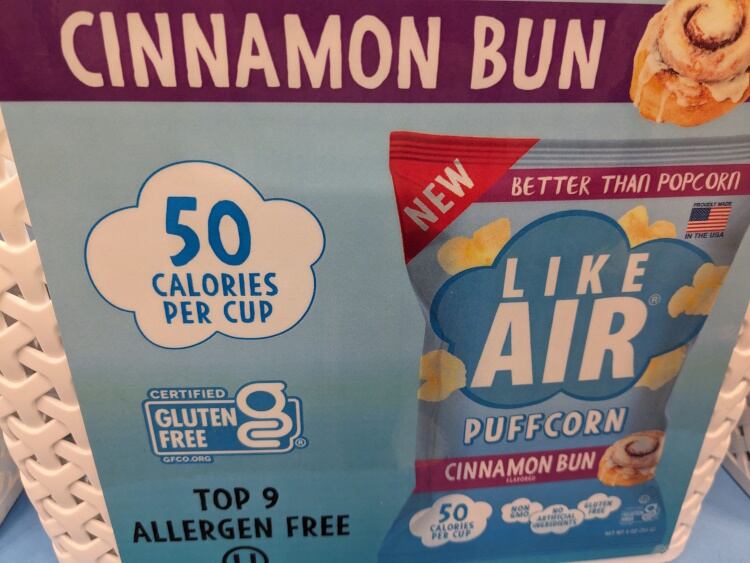 CINNAMON BUN
50
CALORIES
PER CUP
CERTIFIED
GLUTEN
FREE
GFCO.ORG
TOP 9
ALLERGEN FREE
U
NEW
BETTER THAN POPCORN
PROUDLY MADE
IN THE USA
LIKE
AIR®
PUFFCORN
CINNAMON BUN
FLAVORED
50
CALORIES
PER CUP
NON
GMO
NO
ARTIFICIAL
INGREDIENTS
GLUTEN
FREE